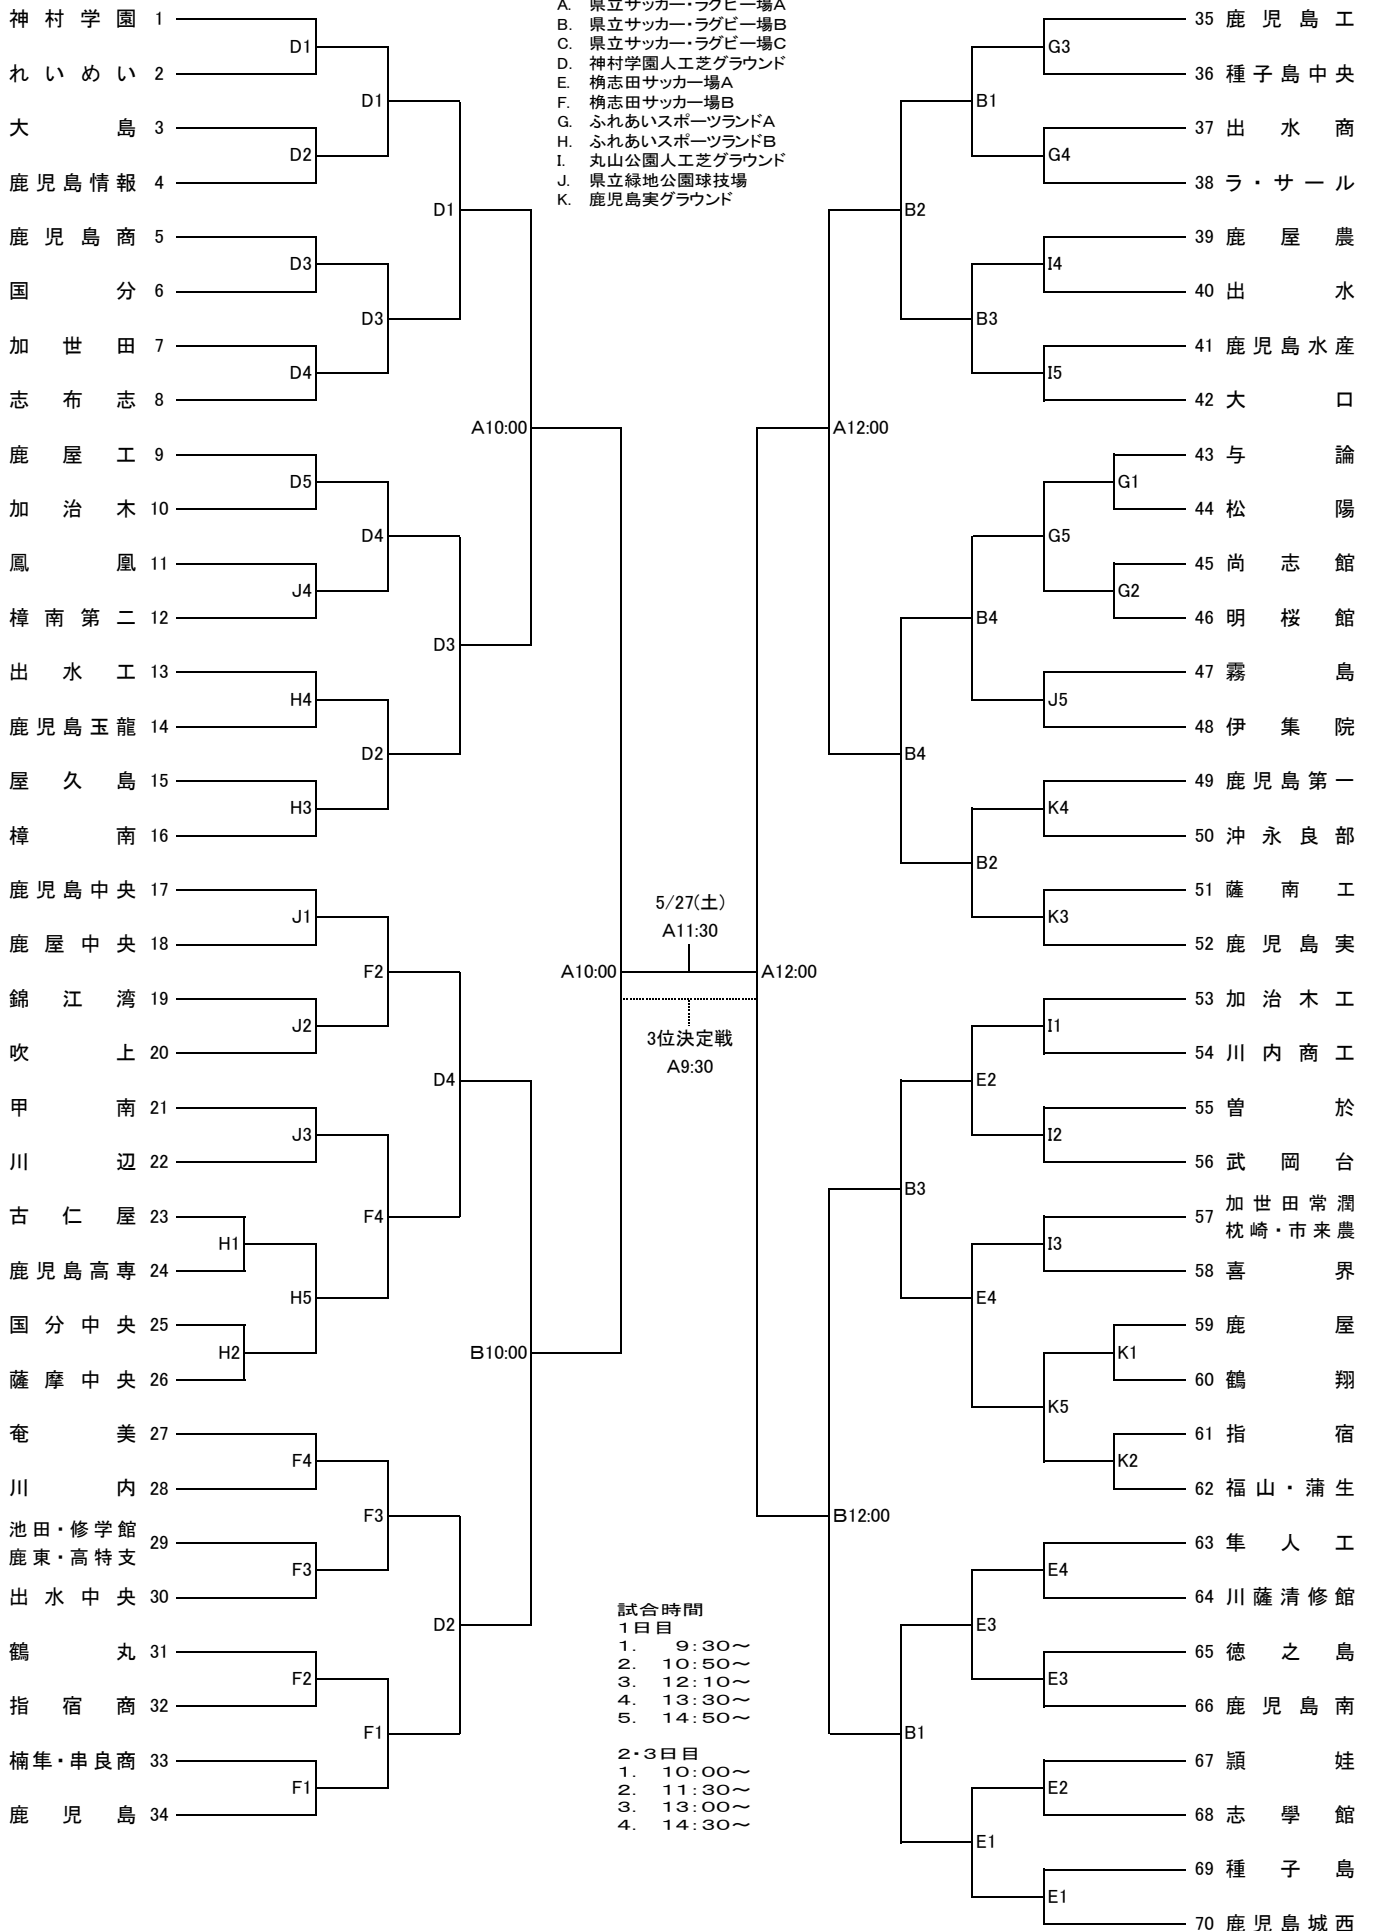 A. 県立サッカー・ラグビー場A
B. 県立サッカー・ラグビー場B
C. 県立サッカー・ラグビー場C
D. 神村学園人工芝グラウンド
E. 桷志田サッカー場A
F. 桷志田サッカー場B
G. ふれあいスポーツランドA
H. ふれあいスポーツランドB
I. 丸山公園人工芝グラウンド
J. 県立緑地公園球技場
K. 鹿児島実グラウンド
神村学園 1
D1
れいめい 2
D1
大島 3
D2
鹿児島情報 4
D1
鹿児島商 5
D3
国分 6
D3
加世田 7
D4
志布志 8
A10:00
鹿屋工 9
D5
加治木 10
D4
鳳凰 11
J4
樟南第二 12
D3
出水工 13
H4
鹿児島玉龍 14
D2
屋久島 15
H3
樟南 16
鹿児島中央 17
J1
鹿屋中央 18
F2
A10:00
錦江湾 19
J2
吹上 20
D4
甲南 21
J3
川辺 22
古仁屋 23
F4
H1
鹿児島高専 24
H5
国分中央 25
H2
B10:00
薩摩中央 26
奄美 27
F4
川内 28
F3
池田・修学館
鹿東・高特支
29
F3
出水中央 30
D2
鶴丸 31
F2
指宿商 32
F1
楠隼・串良商 33
F1
鹿児島 34
5/27(土)
A11:30
3位決定戦
A9:30
試合時間
1日目
1. 9:30～
2. 10:50～
3. 12:10～
4. 13:30～
5. 14:50～
2・3日目
1. 10:00～
2. 11:30～
3. 13:00～
4. 14:30～
35 鹿児島工
G3
36 種子島中央
B1
37 出水商
G4
38 ラ・サール
B2
39 鹿屋農
I4
40 出水
B3
41 鹿児島水産
I5
42 大口
A12:00
43 与論
G1
44 松陽
G5
45 尚志館
G2
46 明桜館
B4
47 霧島
J5
48 伊集院
B4
49 鹿児島第一
K4
50 沖永良部
B2
51 薩南工
K3
52 鹿児島実
A12:00
53 加治木工
I1
54 川内商工
E2
55 曽於
I2
56 武岡台
B3
57
加世田常潤
枕崎・市来農
I3
58 喜界
E4
59 鹿屋
K1
60 鶴翔
K5
61 指宿
K2
62 福山・蒲生
B12:00
63 隼人工
E4
64 川薩清修館
E3
65 徳之島
E3
66 鹿児島南
B1
67 頴娃
E2
68 志學館
E1
69 種子島
E1
70 鹿児島城西